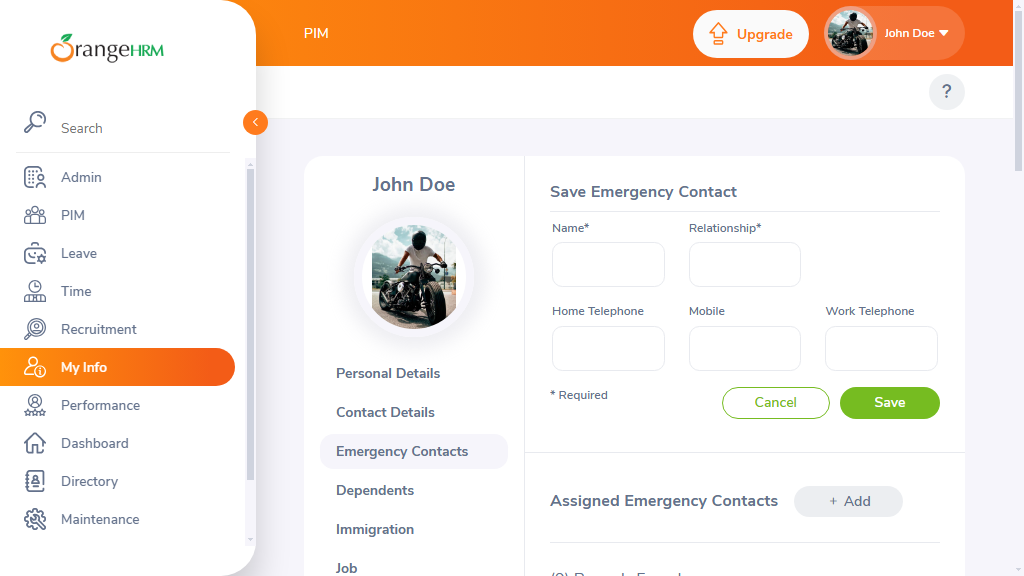 OrangeHRM
PIM
Upgrade
John Doe
?
Search
Admin
PIM
Leave
Time
Recruitment
My Info
Performance
Dashboard
Directory
Maintenance
John Doe
Personal Details
Contact Details
Emergency Contacts
Dependents
Immigration
Job
Save Emergency Contact
Name*
Relationship*
Home Telephone
Mobile
Work Telephone
* Required
Cancel
Save
Assigned Emergency Contacts
+ Add